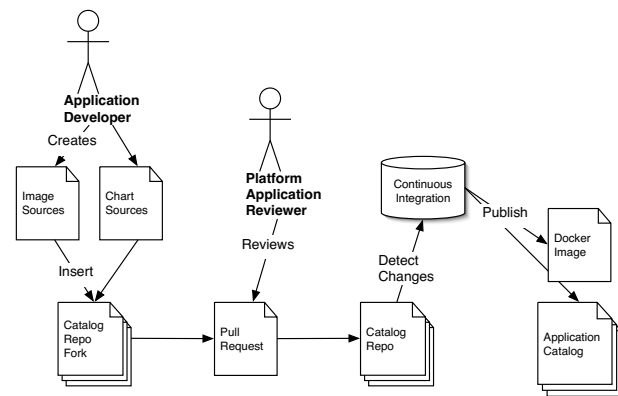 Application
Developer
Creates
Image
Sources
Chart
Sources
Insert
Catalog
Repo
Fork
Platform
Application
Reviewer
Reviews
Pull
Request
Continuous
Integration
Detect
Changes
Catalog
Repo
Publish
Docker
Image
Application
Catalog